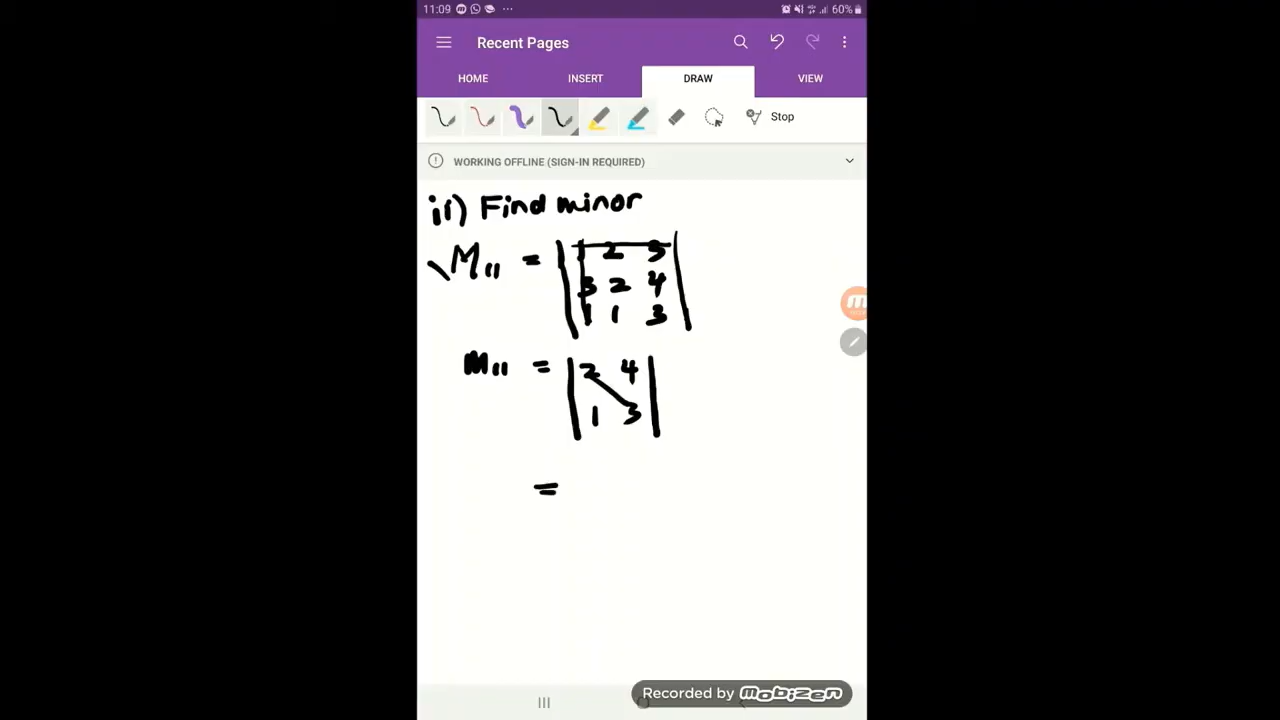 11:09 ... 60%
Recent Pages
HOME INSERT DRAW VIEW
Stop
WORKING OFFLINE (SIGN-IN REQUIRED)
ii) Find minor
M11 = | 1 2 3
3 2 4
1 1 3 |
M11 = | 2 4
1 3 |
=
Recorded by mobizen